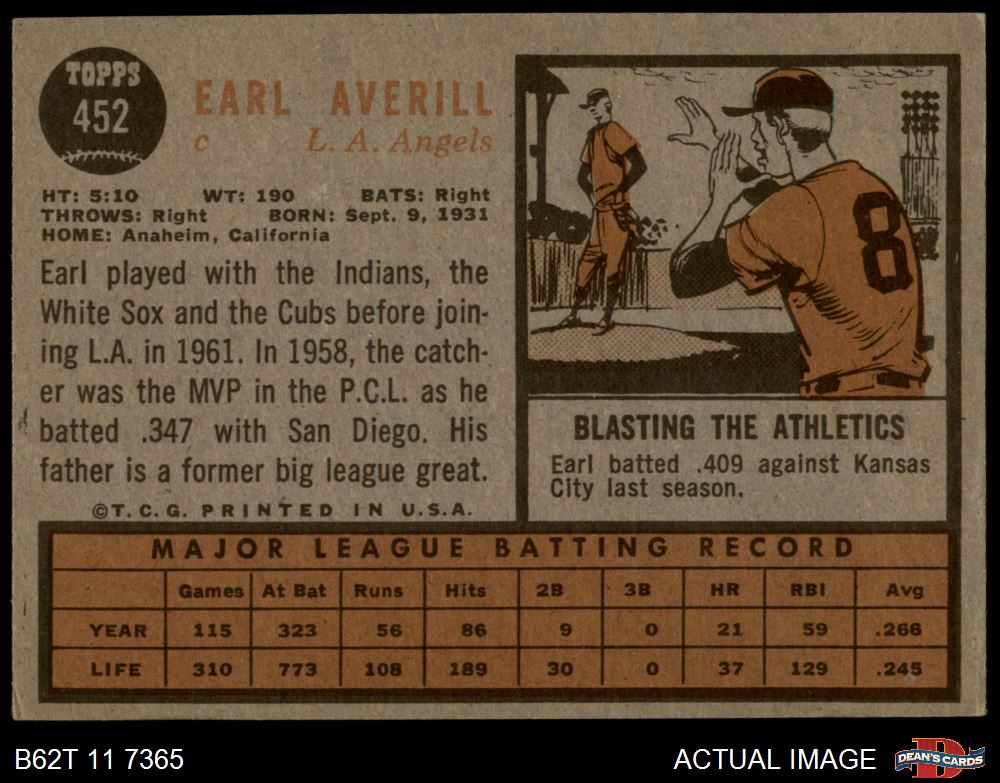 TOPPS
452
EARL AVERILL
c L. A. Angels
HT: 5:10 WT: 190 BATS: Right
THROWS: Right BORN: Sept. 9, 1931
HOME: Anaheim, California
Earl played with the Indians, the
White Sox and the Cubs before join-
ing L.A. in 1961. In 1958, the catch-
er was the MVP in the P.C.L. as he
batted .347 with San Diego. His
father is a former big league great.
©T. C. G. PRINTED IN U.S.A.
8
BLASTING THE ATHLETICS
Earl batted .409 against Kansas
City last season.
MAJOR LEAGUE BATTING RECORD
Games At Bat Runs Hits 2B 3B HR RBI Avg
YEAR 115 323 56 86 9 0 21 59 .266
LIFE 310 773 108 189 30 0 37 129 .245
B62T 11 7365 ACTUAL IMAGE
D
DEAN'S CARDS